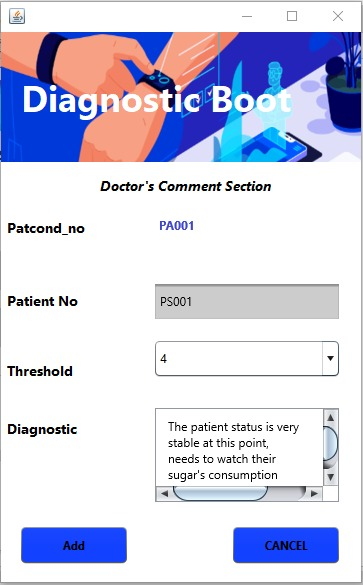 Diagnostic Boot
Doctor's Comment Section
Patcond_no PA001
Patient No PS001
Threshold 4
Diagnostic
The patient status is very
stable at this point,
needs to watch their
sugar's consumption
Add CANCEL